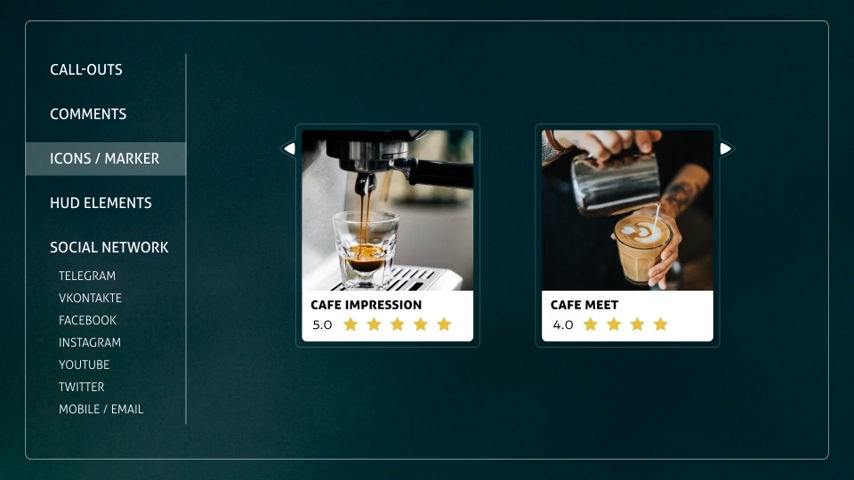 CALL-OUTS
COMMENTS
ICONS / MARKER
HUD ELEMENTS
SOCIAL NETWORK
TELEGRAM
VKONTAKTE
FACEBOOK
INSTAGRAM
YOUTUBE
TWITTER
MOBILE / EMAIL
CAFE IMPRESSION
5.0
CAFE MEET
4.0